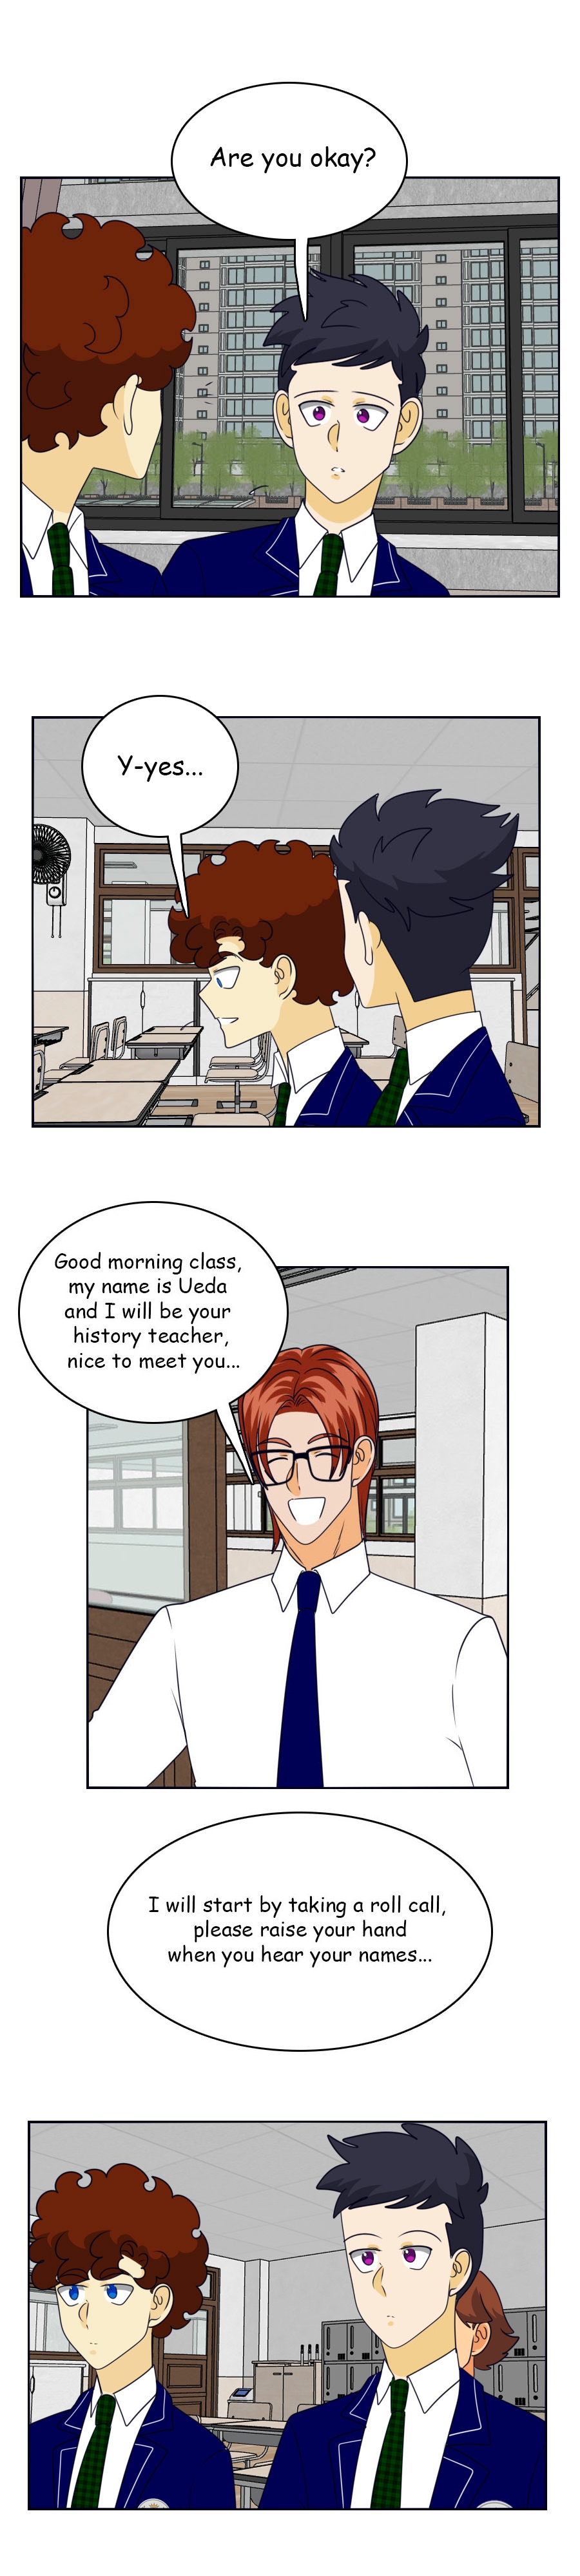 Are you okay?
Y-yes...
Good morning class,
my name is Ueda
and I will be your
history teacher,
nice to meet you...
I will start by taking a roll call,
please raise your hand
when you hear your names...